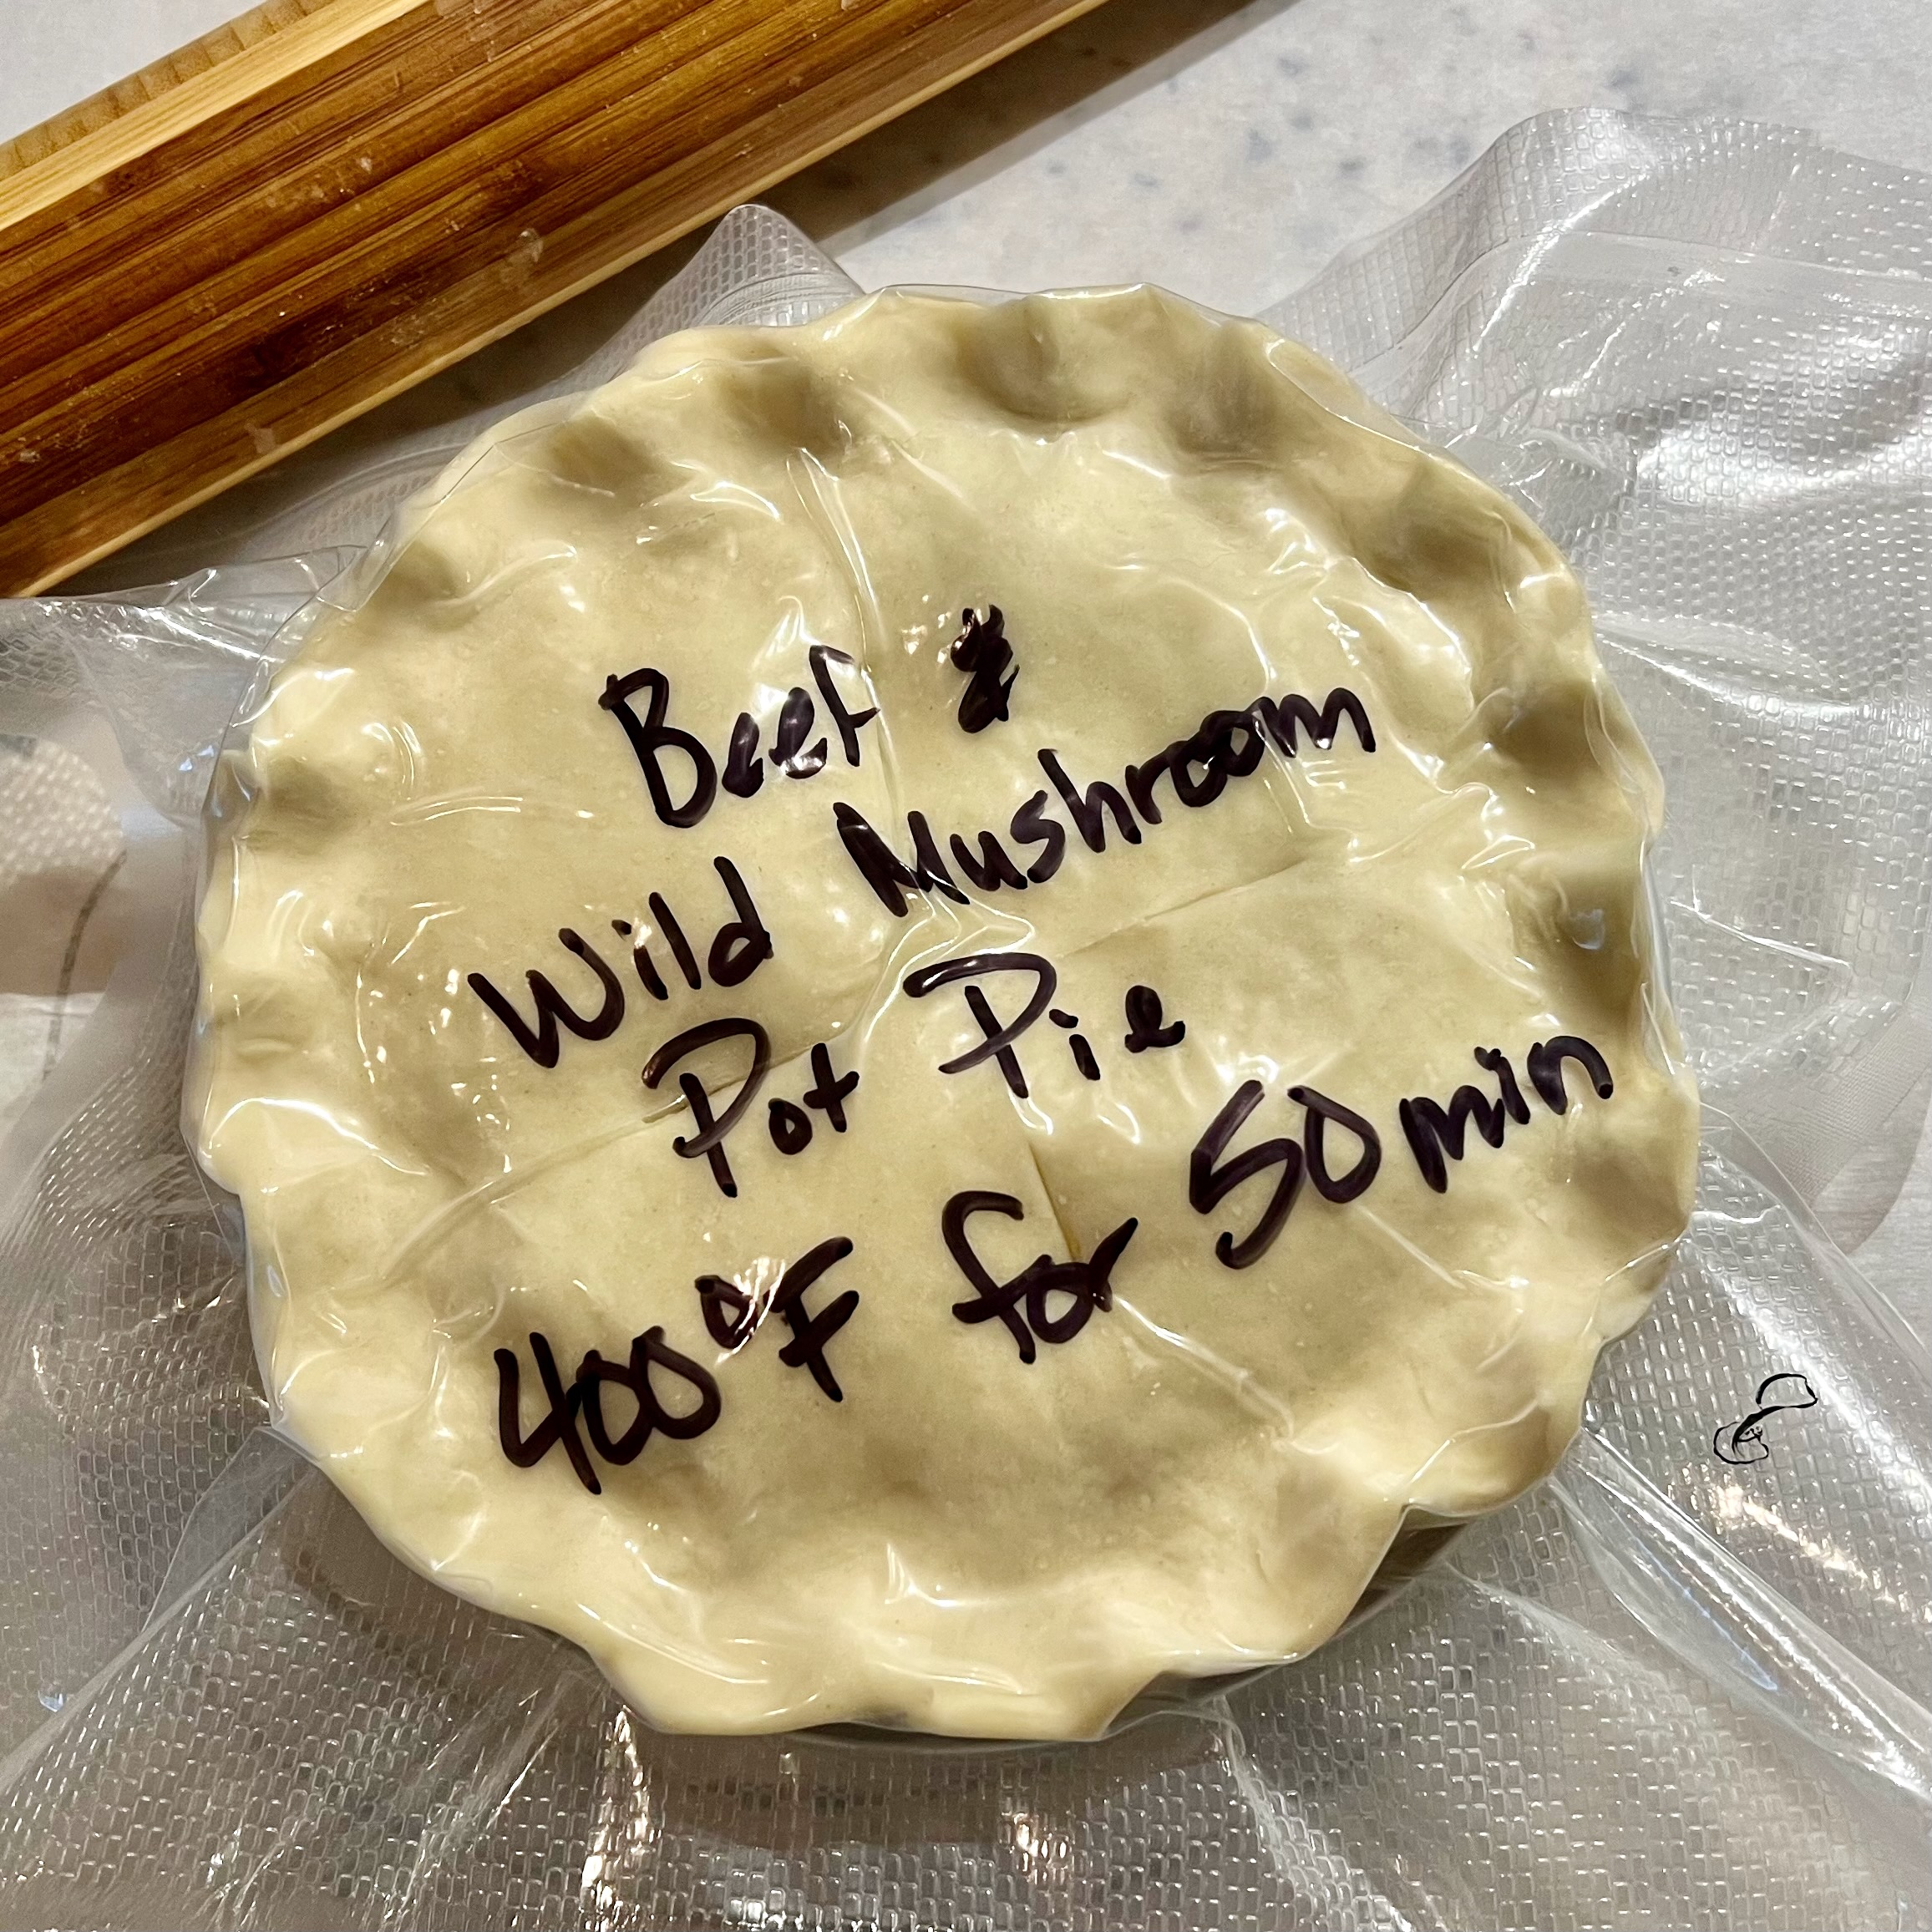 Beef &
Wild Mushroom
Pot Pie
400°F for 50 min